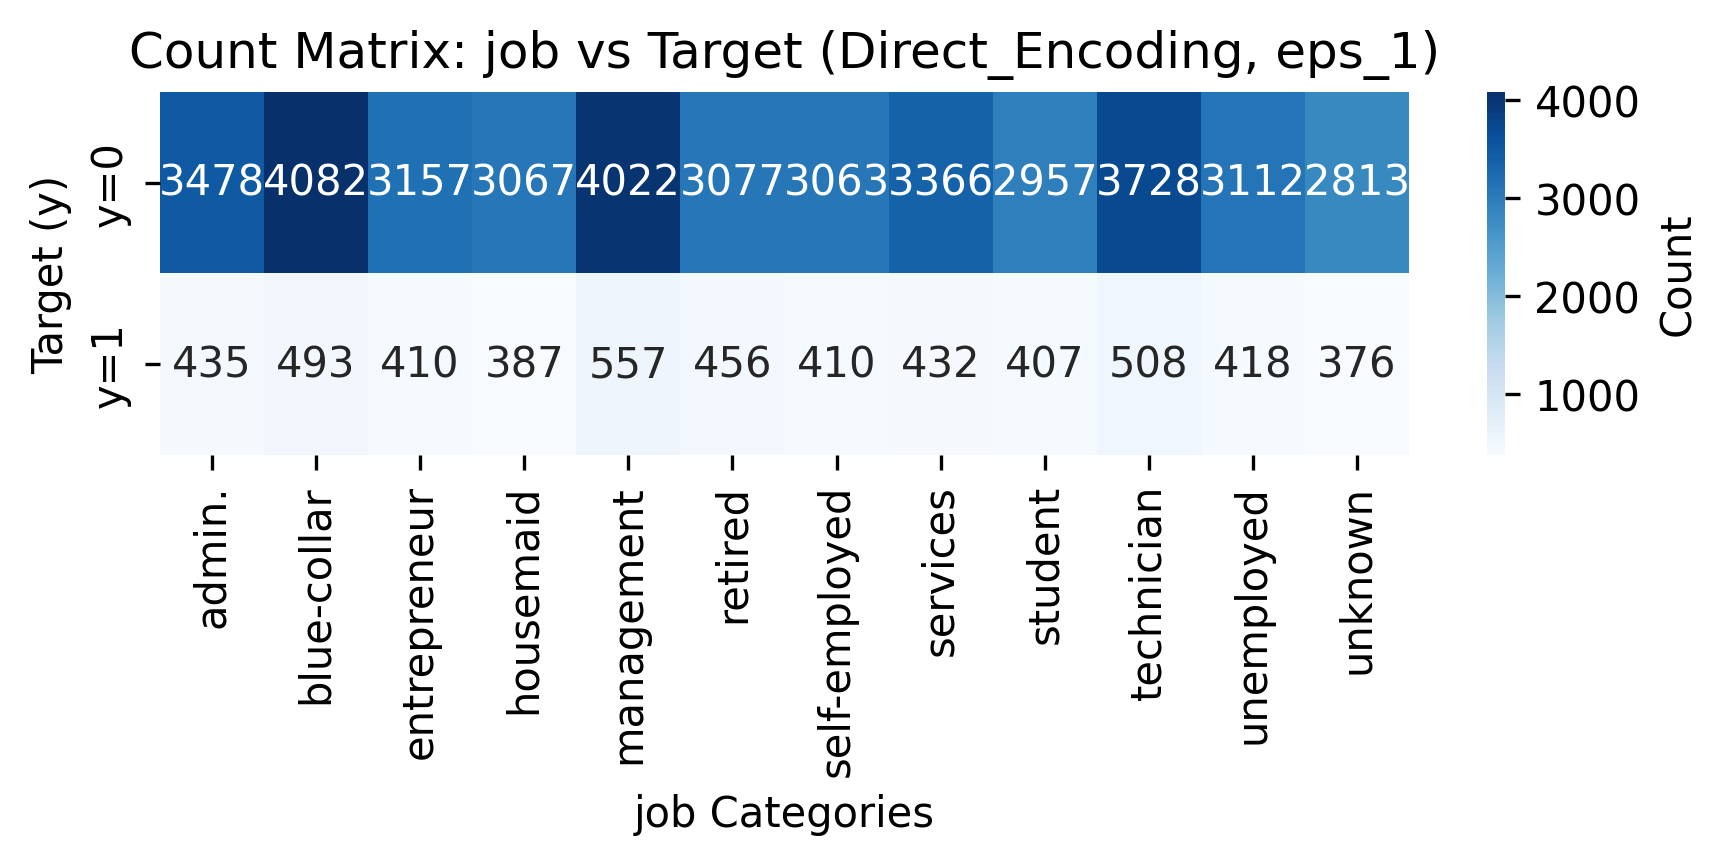 Count Matrix: job vs Target (Direct_Encoding, eps_1)
Target (y)
y=0
3478 4082 3157 3067 4022 3077 3063 3366 2957 3728 3112 2813
y=1
435 493 410 387 557 456 410 432 407 508 418 376
admin.
blue-collar
entrepreneur
housemaid
management
retired
self-employed
services
student
technician
unemployed
unknown
job Categories
4000
3000
2000
1000
Count